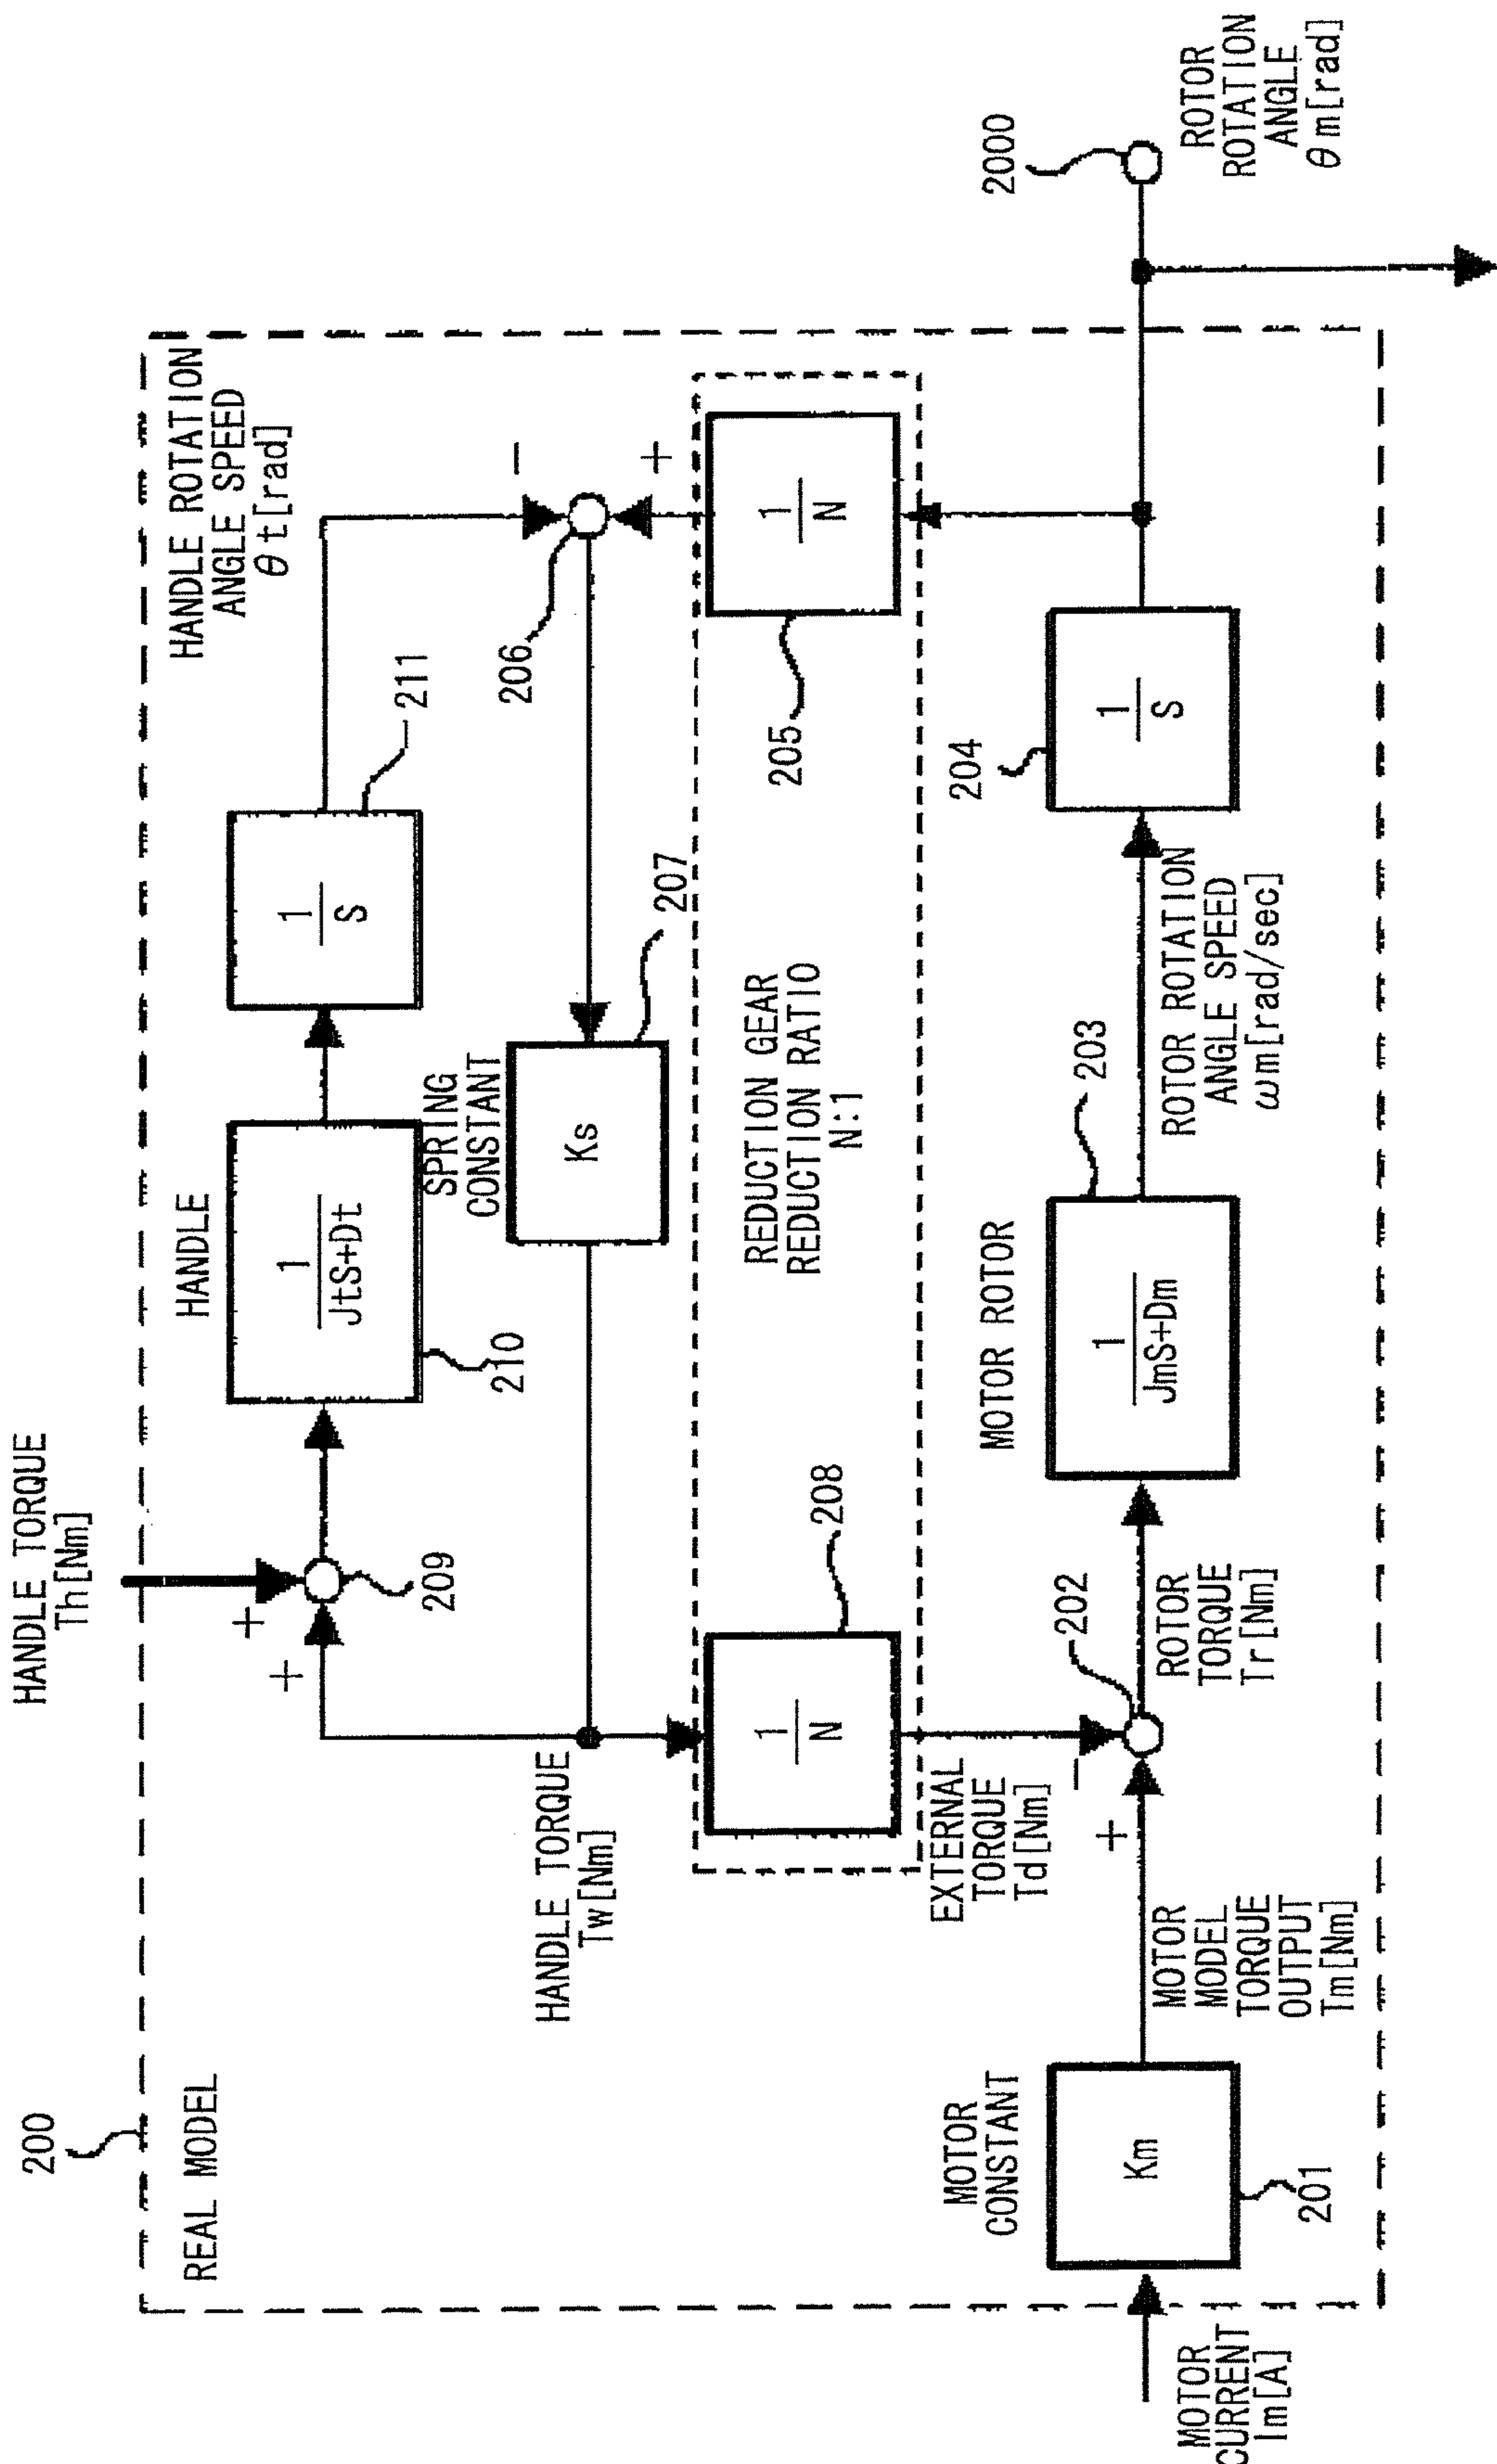 200
REAL MODEL
HANDLE TORQUE
Th[Nm]
+
+
209
HANDLE
1
JtS+Dt
210
1
S
211
HANDLE ROTATION
ANGLE SPEED
θt[rad]
−
+
206
SPRING
CONSTANT
Ks
207
HANDLE TORQUE
Tw[Nm]
1
N
208
REDUCTION GEAR
REDUCTION RATIO
N:1
1
N
205
EXTERNAL
TORQUE
Td[Nm]
−
+
202
MOTOR
CURRENT
Im[A]
MOTOR
CONSTANT
Km
201
MOTOR
MODEL
TORQUE
OUTPUT
Tm[Nm]
ROTOR
TORQUE
Tr[Nm]
MOTOR ROTOR
1
JmS+Dm
203
ROTOR ROTATION
ANGLE SPEED
ωm[rad/sec]
204
1
S
2000
ROTOR
ROTATION
ANGLE
θm[rad]